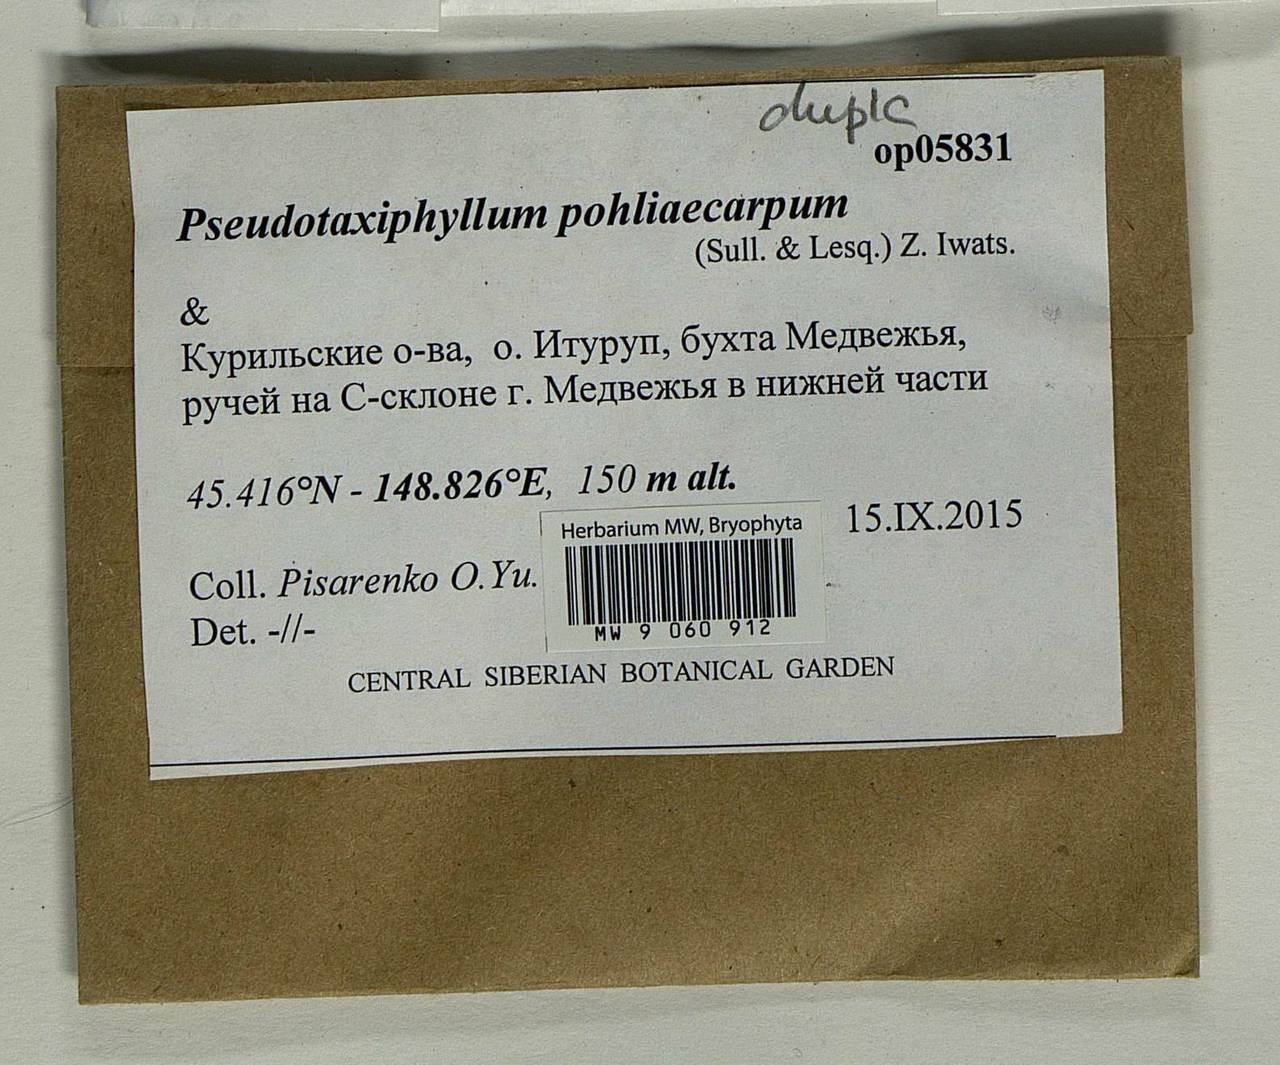 dupla
op05831
Pseudotaxiphyllum pohliaecarpum
(Sull. & Lesq.) Z. Iwats.
&
Курильские о-ва, о. Итуруп, бухта Медвежья,
ручей на С-склоне г. Медвежья в нижней части
45.416°N - 148.826°E, 150 m alt.
15.IX.2015
Herbarium MW, Bryophyta
MW 9 060 912
Coll. Pisarenko O.Yu.
Det. -//-
CENTRAL SIBERIAN BOTANICAL GARDEN